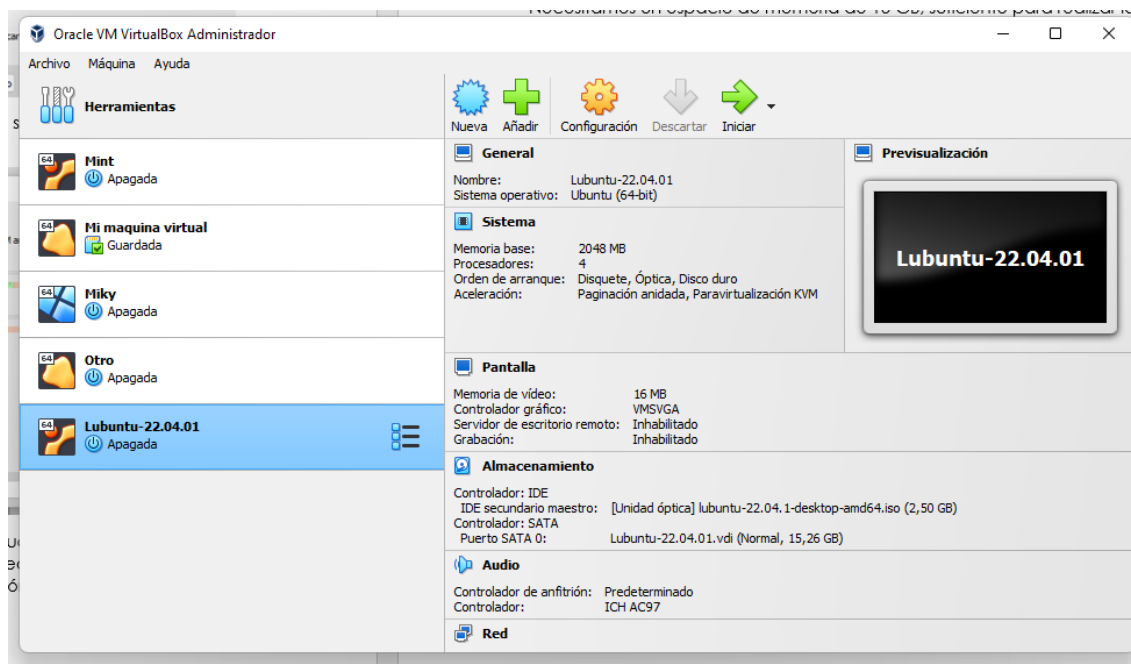 Oracle VM VirtualBox Administrador
Archivo Máquina Ayuda
Herramientas
Nueva Añadir Configuración Descartar Iniciar
64
Mint
Apagada
64
Mi maquina virtual
Guardada
64
Miky
Apagada
64
Otro
Apagada
64
Lubuntu-22.04.01
Apagada
General
Nombre: Lubuntu-22.04.01
Sistema operativo: Ubuntu (64-bit)
Previsualización
Lubuntu-22.04.01
Sistema
Memoria base: 2048 MB
Procesadores: 4
Orden de arranque: Disquete, Óptica, Disco duro
Aceleración: Paginación anidada, Paravirtualización KVM
Pantalla
Memoria de vídeo: 16 MB
Controlador gráfico: VMSVGA
Servidor de escritorio remoto: Inhabilitado
Grabación: Inhabilitado
Almacenamiento
Controlador: IDE
IDE secundario maestro: [Unidad óptica] lubuntu-22.04.1-desktop-amd64.iso (2,50 GB)
Controlador: SATA
Puerto SATA 0: Lubuntu-22.04.01.vdi (Normal, 15,26 GB)
Audio
Controlador de anfitrión: Predeterminado
Controlador: ICH AC97
Red